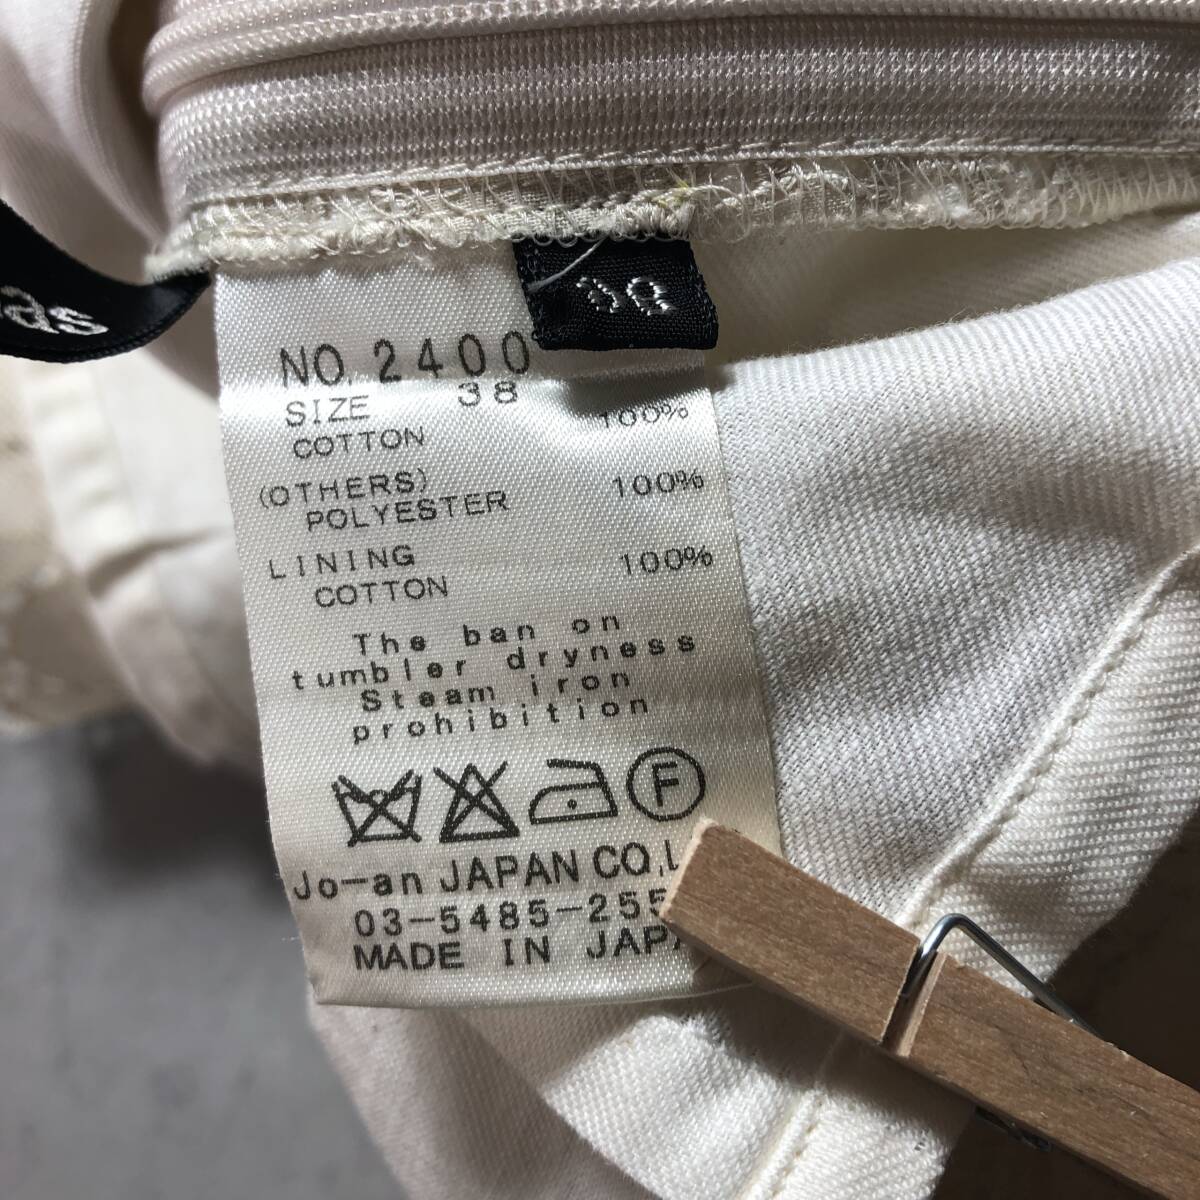 as
38
NO. 2400
SIZE 38
COTTON 100%
(OTHERS)
POLYESTER 100%
LINING
COTTON 100%
The ban on
tumbler dryness
Steam iron
prohibition
F
Jo-an JAPAN CO.,L
03-5485-255
MADE IN JAPA